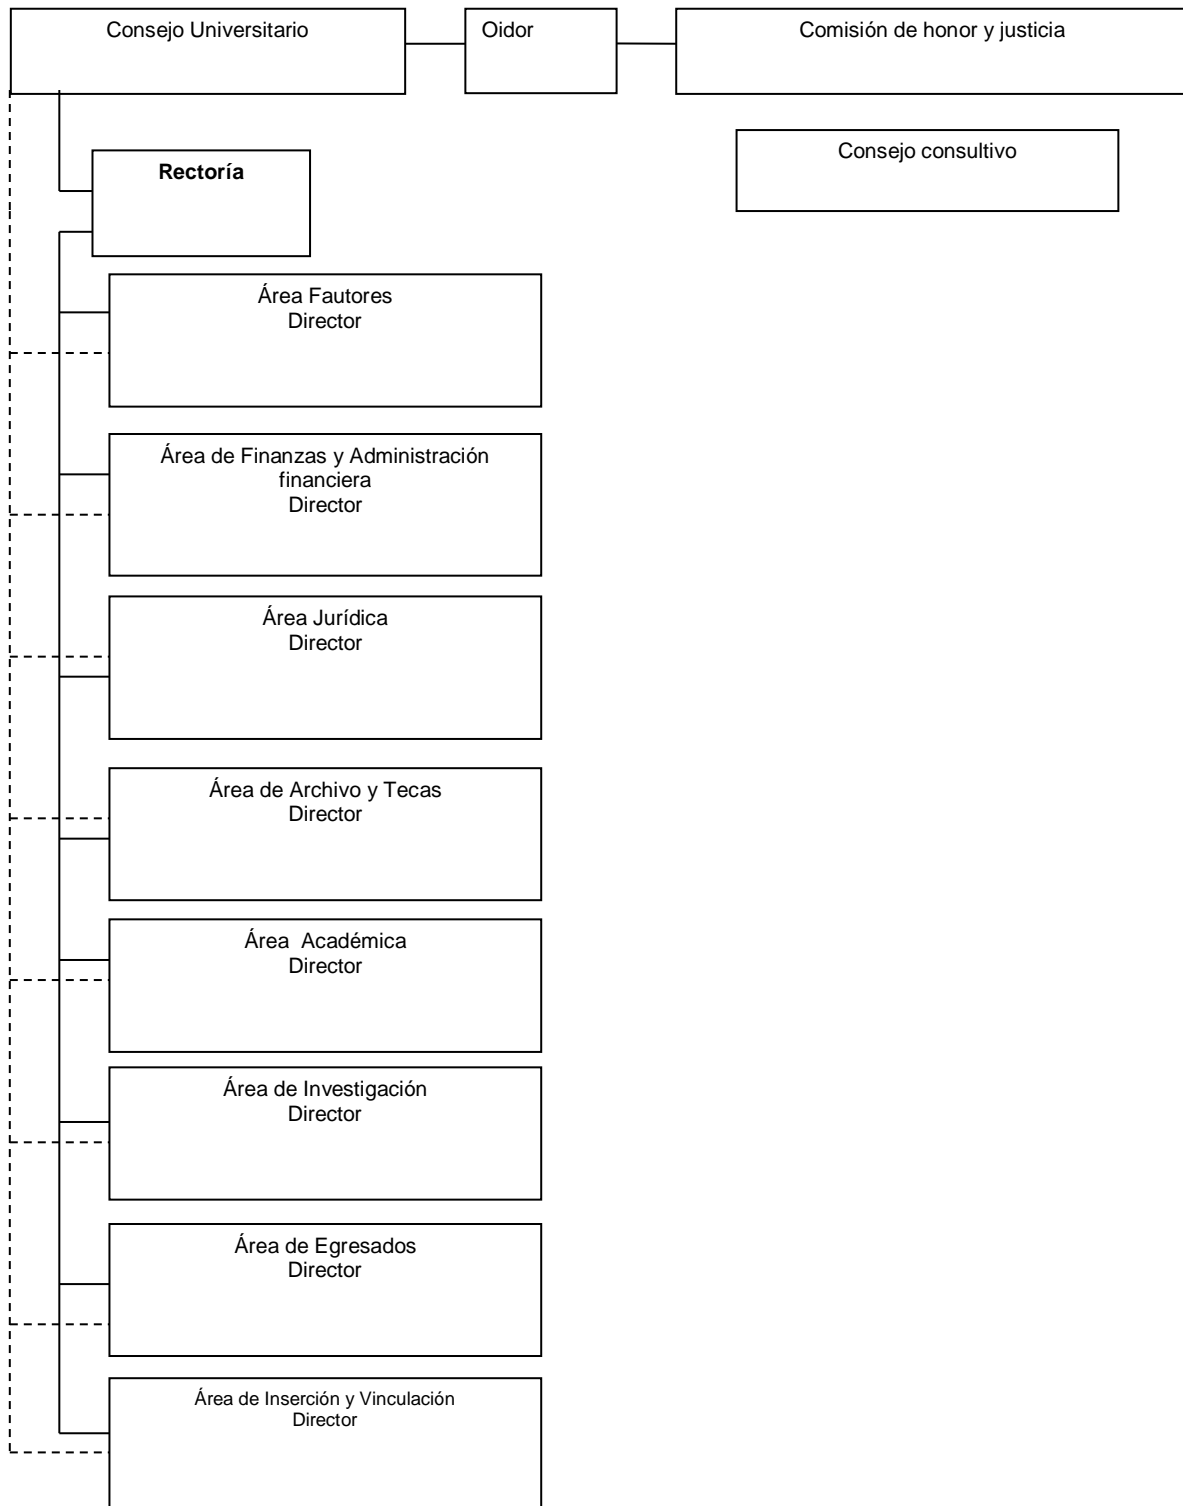 Consejo Universitario
Oidor
Comisión de honor y justicia
Consejo consultivo
Rectoría
Área Fautores
Director
Área de Finanzas y Administración
financiera
Director
Área Jurídica
Director
Área de Archivo y Tecas
Director
Área  Académica
Director
Área de Investigación
Director
Área de Egresados
Director
Área de Inserción y Vinculación
Director